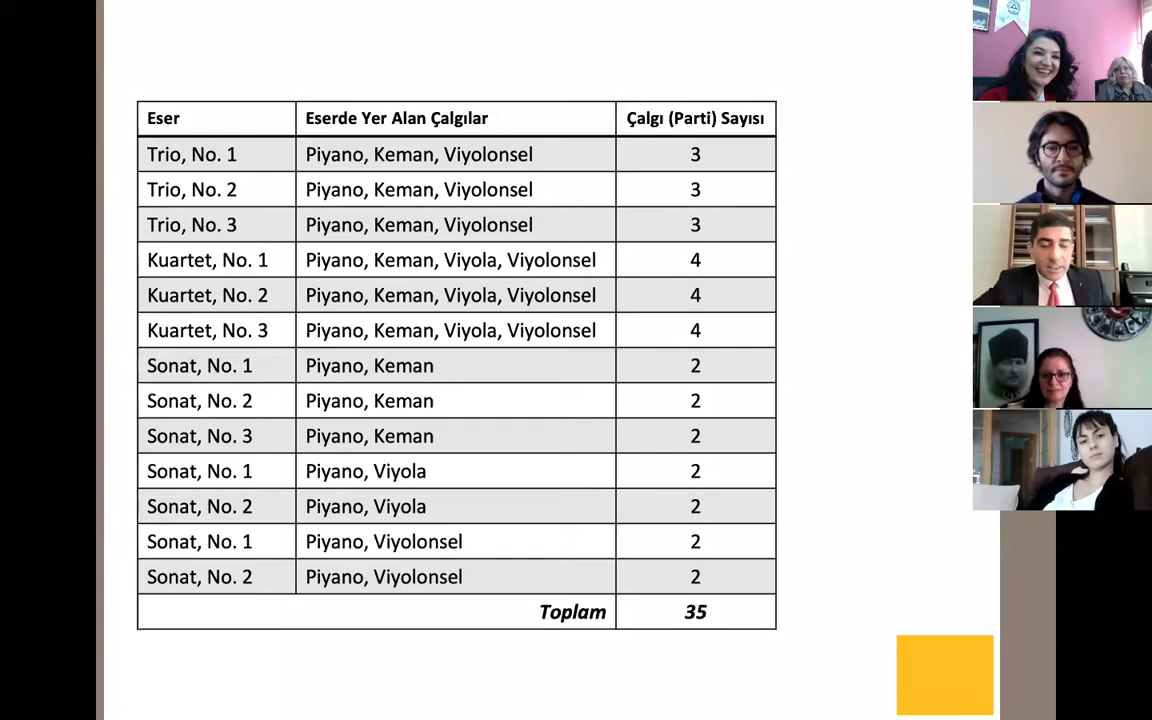 Eser Eserde Yer Alan Çalgılar Çalgı (Parti) Sayısı
Trio, No. 1 Piyano, Keman, Viyolonsel 3
Trio, No. 2 Piyano, Keman, Viyolonsel 3
Trio, No. 3 Piyano, Keman, Viyolonsel 3
Kuartet, No. 1 Piyano, Keman, Viyola, Viyolonsel 4
Kuartet, No. 2 Piyano, Keman, Viyola, Viyolonsel 4
Kuartet, No. 3 Piyano, Keman, Viyola, Viyolonsel 4
Sonat, No. 1 Piyano, Keman 2
Sonat, No. 2 Piyano, Keman 2
Sonat, No. 3 Piyano, Keman 2
Sonat, No. 1 Piyano, Viyola 2
Sonat, No. 2 Piyano, Viyola 2
Sonat, No. 1 Piyano, Viyolonsel 2
Sonat, No. 2 Piyano, Viyolonsel 2
Toplam 35